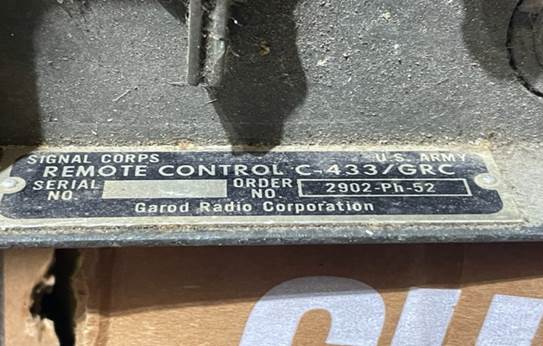 SIGNAL CORPS U.S. ARMY
REMOTE CONTROL C-433/GRC
SERIAL NO ORDER NO 2902-Ph-52
Garod Radio Corporation